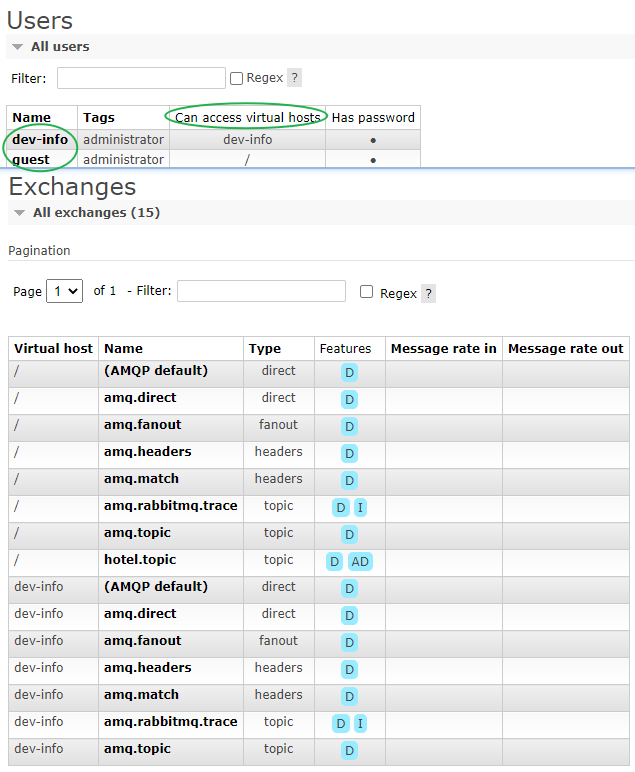 Users
All users
Filter: Regex ?
Name Tags Can access virtual hosts Has password
dev-info administrator dev-info •
guest administrator / •
Exchanges
All exchanges (15)
Pagination
Page 1 of 1 - Filter: Regex ?
Virtual host Name Type Features Message rate in Message rate out
/ (AMQP default) direct D
/ amq.direct direct D
/ amq.fanout fanout D
/ amq.headers headers D
/ amq.match headers D
/ amq.rabbitmq.trace topic D I
/ amq.topic topic D
/ hotel.topic topic D AD
dev-info (AMQP default) direct D
dev-info amq.direct direct D
dev-info amq.fanout fanout D
dev-info amq.headers headers D
dev-info amq.match headers D
dev-info amq.rabbitmq.trace topic D I
dev-info amq.topic topic D